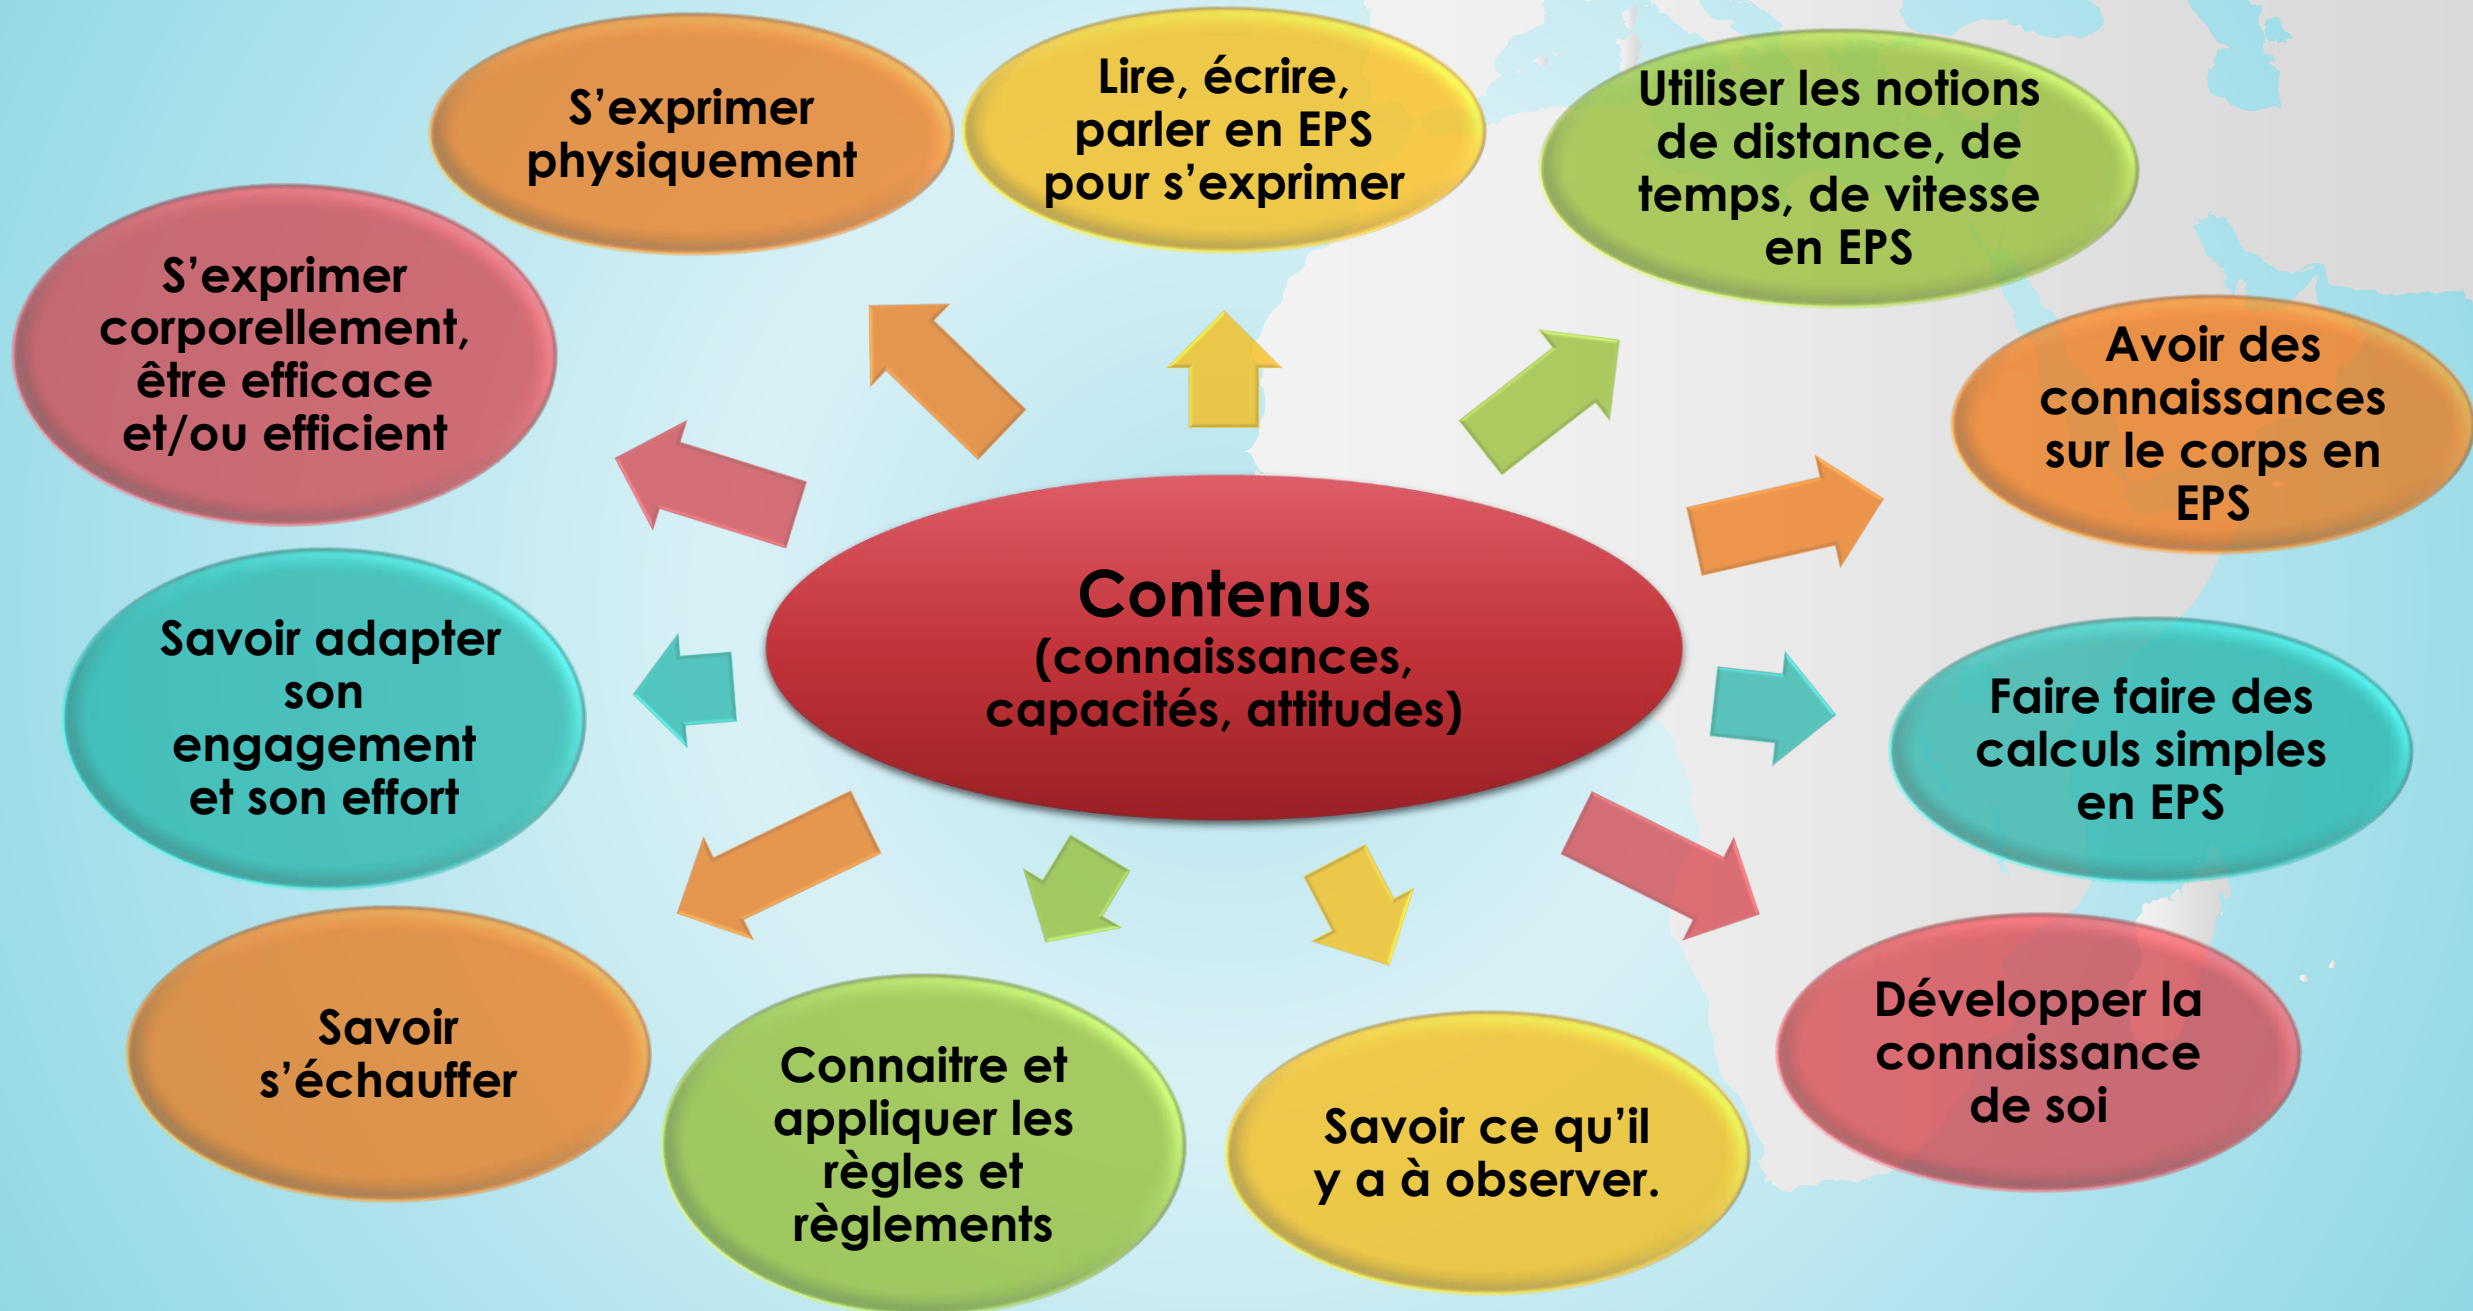 Lire, écrire,
parler en EPS
pour s’exprimer
Utiliser les notions
de distance, de
temps, de vitesse
en EPS
Avoir des
connaissances
sur le corps en
EPS
Faire faire des
calculs simples
en EPS
Développer la
connaissance
de soi
Savoir ce qu’il
y a à observer.
Connaitre et
appliquer les
règles et
règlements
Savoir
s’échauffer
Savoir adapter
son
engagement
et son effort
S’exprimer
corporellement,
être efficace
et/ou efficient
S’exprimer
physiquement
Contenus
(connaissances,
capacités, attitudes)